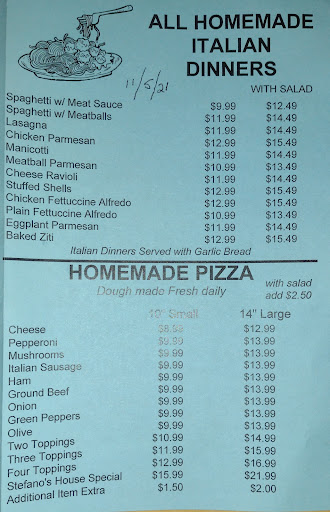 ALL HOMEMADE
ITALIAN
DINNERS
11/5/21
WITH SALAD
Spaghetti w/ Meat Sauce $9.99 $12.49
Spaghetti w/ Meatballs $11.99 $14.49
Lasagna $11.99 $14.49
Chicken Parmesan $12.99 $15.49
Manicotti $11.99 $14.49
Meatball Parmesan $10.99 $13.49
Cheese Ravioli $11.99 $14.49
Stuffed Shells $12.99 $15.49
Chicken Fettuccine Alfredo $12.99 $15.49
Plain Fettuccine Alfredo $10.99 $13.49
Eggplant Parmesan $11.99 $14.49
Baked Ziti $12.99 $15.49
Italian Dinners Served with Garlic Bread
HOMEMADE PIZZA
Dough made Fresh daily
with salad
add $2.50
10" Small 14" Large
Cheese $8.99 $12.99
Pepperoni $9.99 $13.99
Mushrooms $9.99 $13.99
Italian Sausage $9.99 $13.99
Ham $9.99 $13.99
Ground Beef $9.99 $13.99
Onion $9.99 $13.99
Green Peppers $9.99 $13.99
Olive $9.99 $13.99
Two Toppings $10.99 $14.99
Three Toppings $11.99 $15.99
Four Toppings $12.99 $16.99
Stefano's House Special $15.99 $21.99
Additional Item Extra $1.50 $2.00